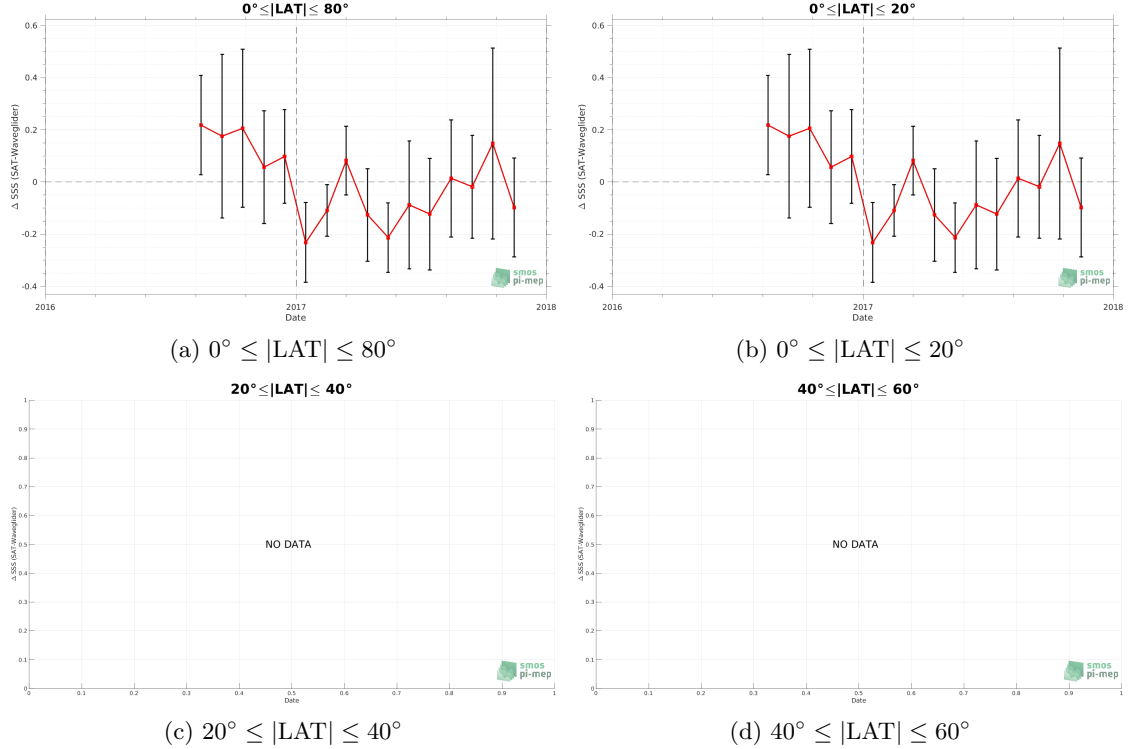 0°≤|LAT|≤ 80°
0.6
0.4
0.2
0
-0.2
-0.4
Δ SSS (SAT-Waveglider)
2016
2017
2018
Date
smos
pi-mep
(a) 0° ≤ |LAT| ≤ 80°
0°≤|LAT|≤ 20°
0.6
0.4
0.2
0
-0.2
-0.4
Δ SSS (SAT-Waveglider)
2016
2017
2018
Date
smos
pi-mep
(b) 0° ≤ |LAT| ≤ 20°
20°≤|LAT|≤ 40°
1
0.9
0.8
0.7
0.6
0.5
0.4
0.3
0.2
0.1
0
Δ SSS (SAT-Waveglider)
NO DATA
0 0.1 0.2 0.3 0.4 0.5 0.6 0.7 0.8 0.9 1
Date
smos
pi-mep
(c) 20° ≤ |LAT| ≤ 40°
40°≤|LAT|≤ 60°
1
0.9
0.8
0.7
0.6
0.5
0.4
0.3
0.2
0.1
0
Δ SSS (SAT-Waveglider)
NO DATA
0 0.1 0.2 0.3 0.4 0.5 0.6 0.7 0.8 0.9 1
Date
smos
pi-mep
(d) 40° ≤ |LAT| ≤ 60°